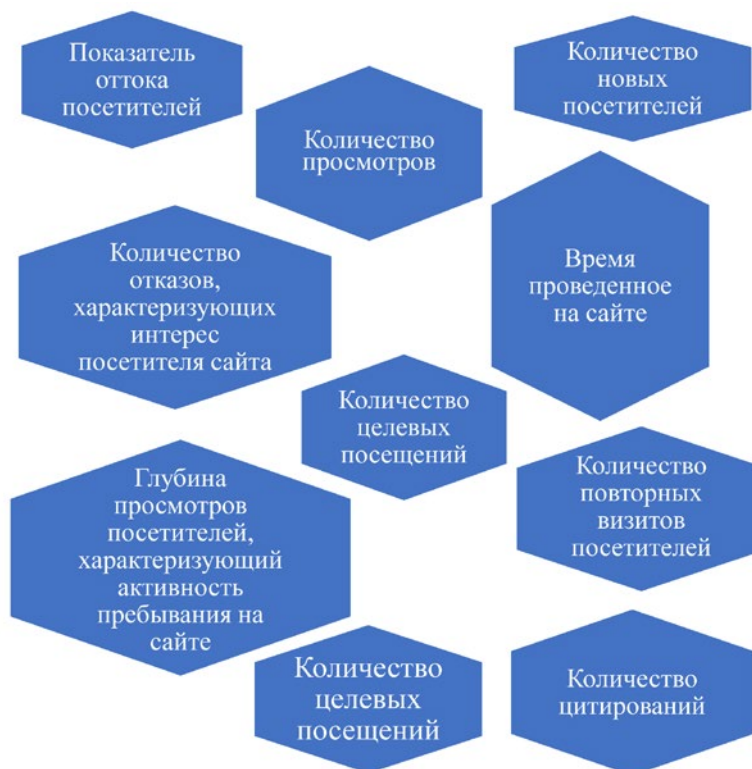 Показатель
оттока
посетителей
Количество
новых
посетителей
Количество
просмотров
Количество
отказов,
характеризующих
интерес
посетителя сайта
Время
проведенное
на сайте
Количество
целевых
посещений
Количество
повторных
визитов
посетителей
Глубина
просмотров
посетителей,
характеризующий
активность
пребывания на
сайте
Количество
целевых
посещений
Количество
цитирований